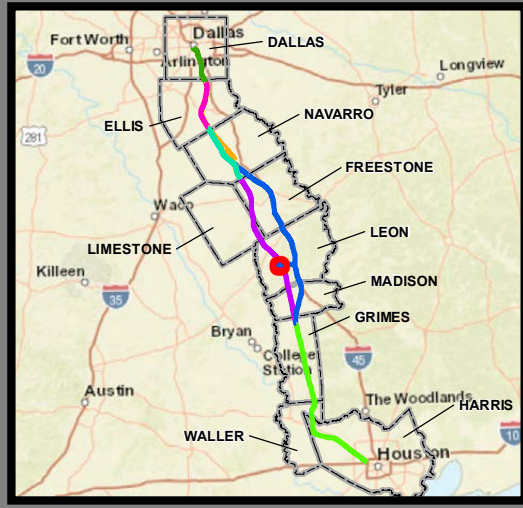 Dallas
DALLAS
Fort Worth
Arlington
20
Longview
Tyler
NAVARRO
ELLIS
281
FREESTONE
Waco
LEON
LIMESTONE
Killeen
MADISON
35
GRIMES
Bryan
College
Station
45
Austin
The Woodlands
HARRIS
WALLER
10
Houston